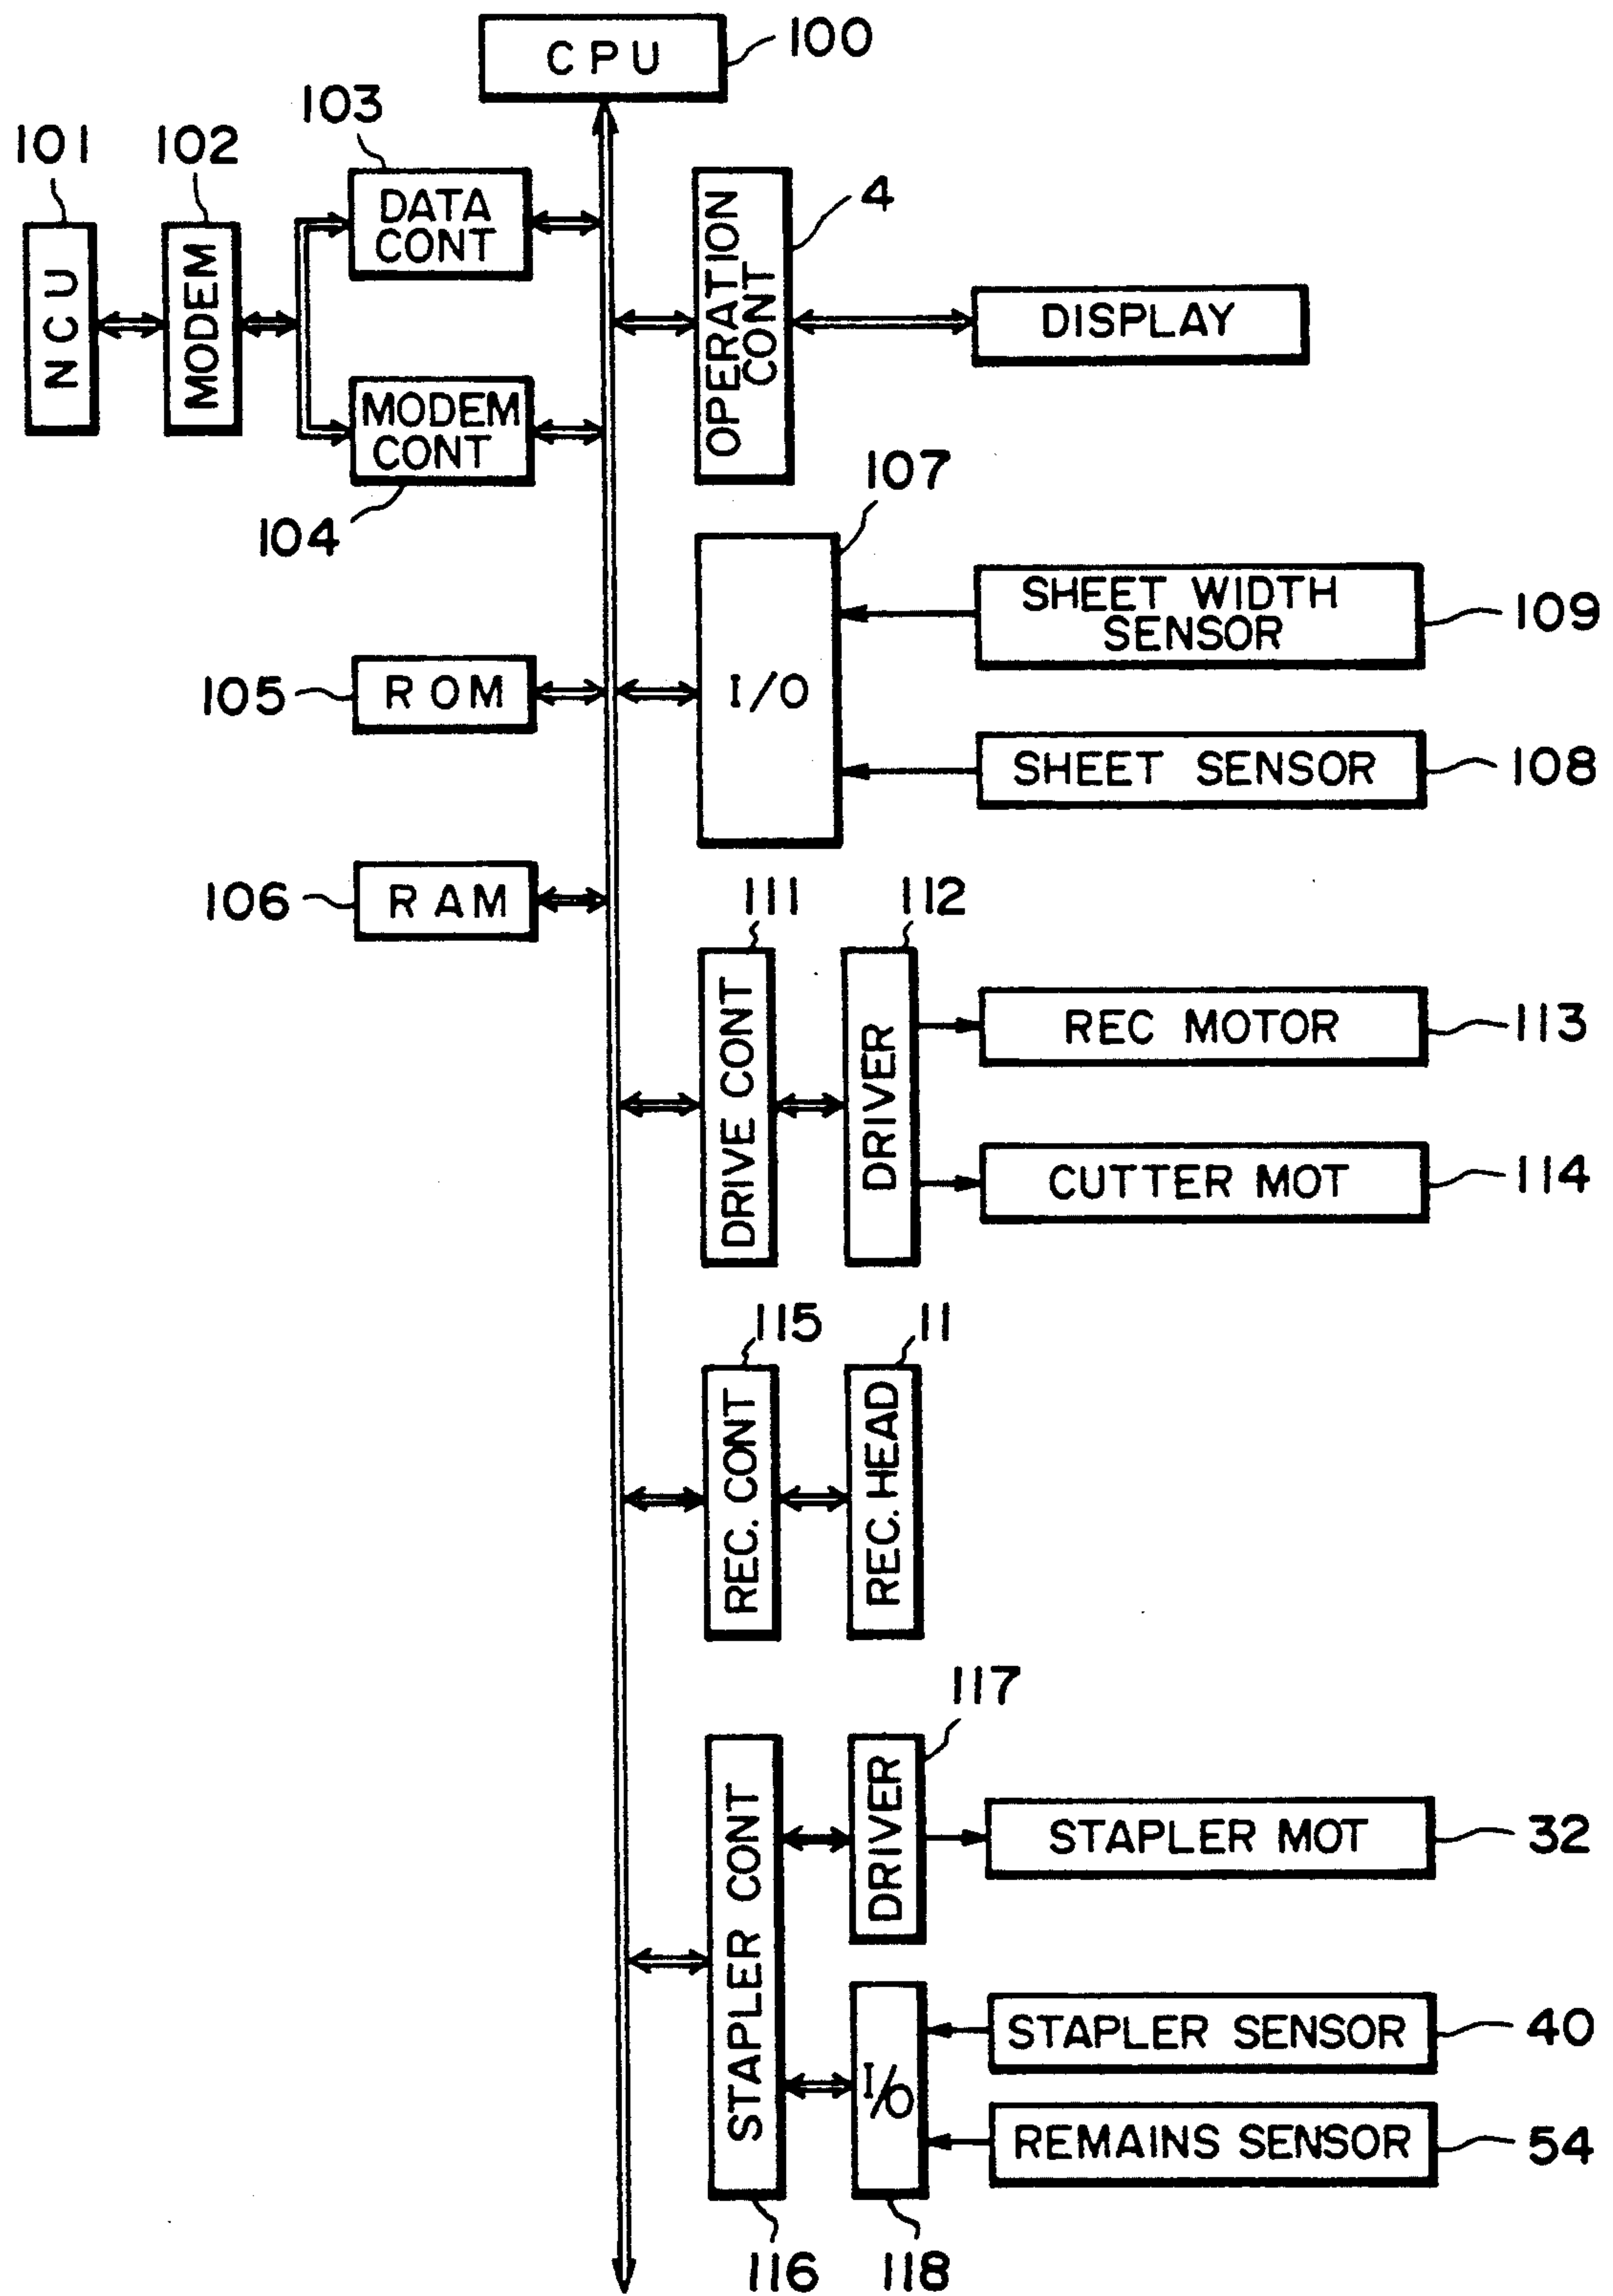 CPU
100
103
101
102
DATA
CONT
4
NCU
MODEM
OPERATION
CONT
DISPLAY
MODEM
CONT
104
107
SHEET WIDTH
SENSOR
109
105
ROM
I/O
SHEET SENSOR
108
106
RAM
111
112
DRIVE CONT
DRIVER
REC MOTOR
113
CUTTER MOT
114
115
11
REC. CONT
REC. HEAD
117
STAPLER CONT
DRIVER
STAPLER MOT
32
I/O
STAPLER SENSOR
40
REMAINS SENSOR
54
116
118